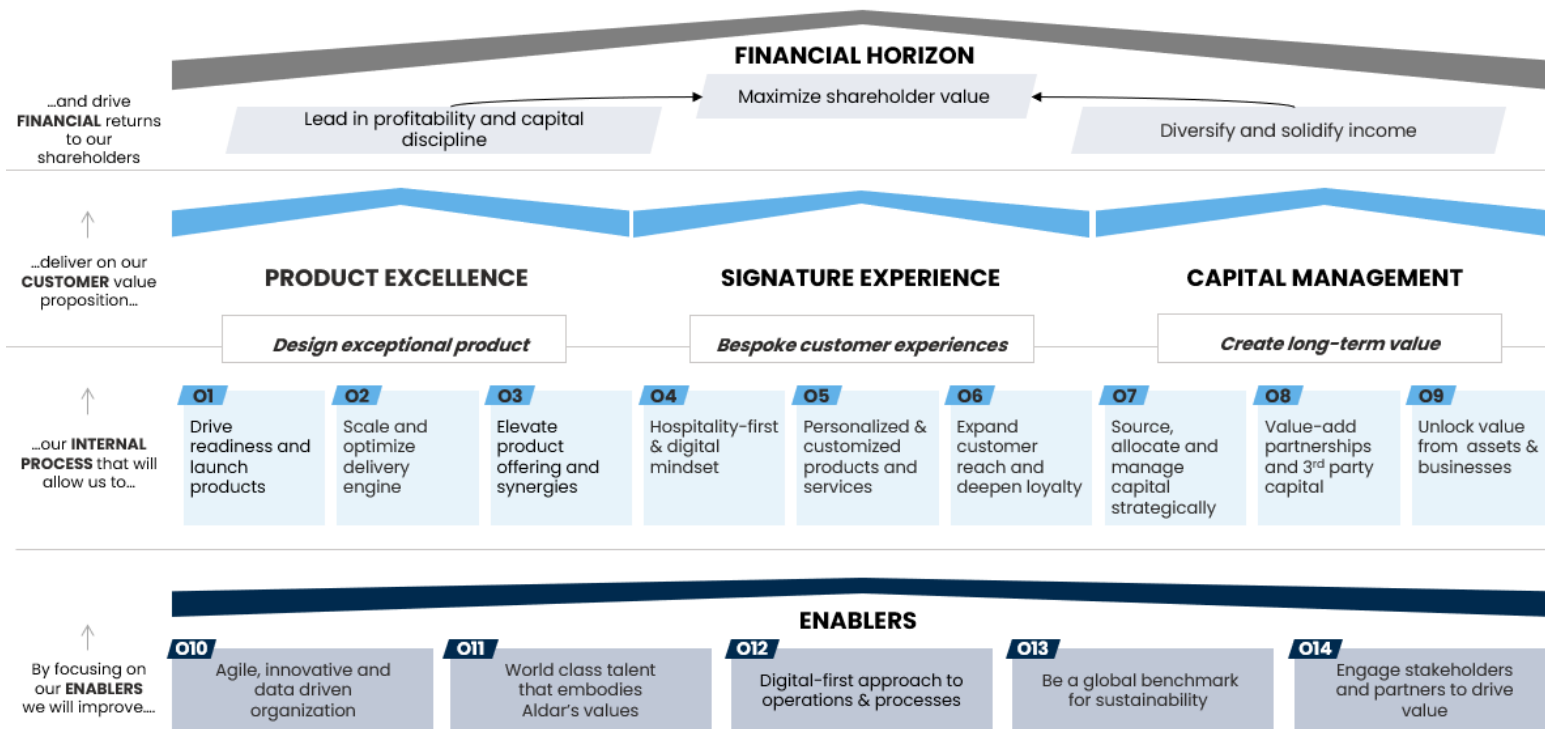 FINANCIAL HORIZON
...and drive
FINANCIAL returns
to our
shareholders
Maximize shareholder value
Lead in profitability and capital
discipline
Diversify and solidify income
...deliver on our
CUSTOMER value
proposition...
PRODUCT EXCELLENCE
SIGNATURE EXPERIENCE
CAPITAL MANAGEMENT
Design exceptional product
Bespoke customer experiences
Create long-term value
...our INTERNAL
PROCESS that will
allow us to...
O1
Drive
readiness and
launch
products
O2
Scale and
optimize
delivery
engine
O3
Elevate
product
offering and
synergies
O4
Hospitality-first
& digital
mindset
O5
Personalized &
customized
products and
services
O6
Expand
customer
reach and
deepen loyalty
O7
Source,
allocate and
manage
capital
strategically
O8
Value-add
partnerships
and 3rd party
capital
O9
Unlock value
from assets &
businesses
ENABLERS
By focusing on
our ENABLERS
we will improve....
O10
Agile, innovative and
data driven
organization
O11
World class talent
that embodies
Aldar's values
O12
Digital-first approach to
operations & processes
O13
Be a global benchmark
for sustainability
O14
Engage stakeholders
and partners to drive
value